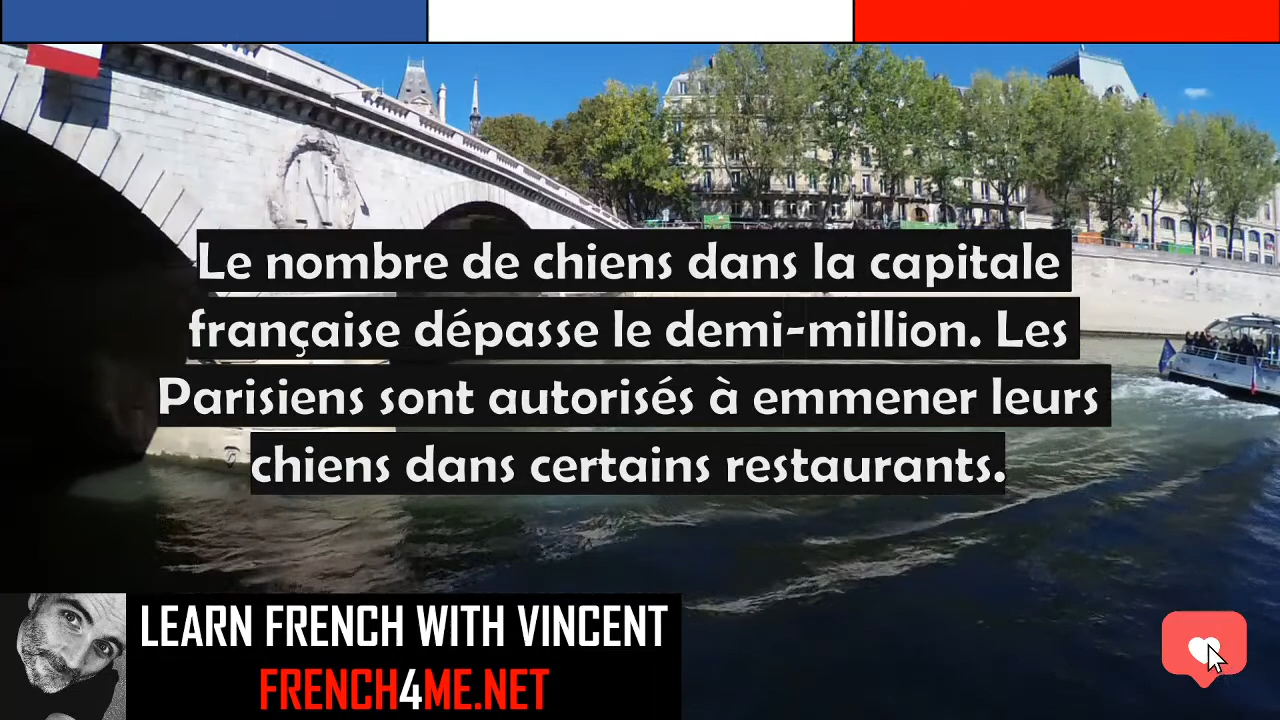 Le nombre de chiens dans la capitale
française dépasse le demi-million. Les
Parisiens sont autorisés à emmener leurs
chiens dans certains restaurants.
LEARN FRENCH WITH VINCENT
FRENCH4ME.NET